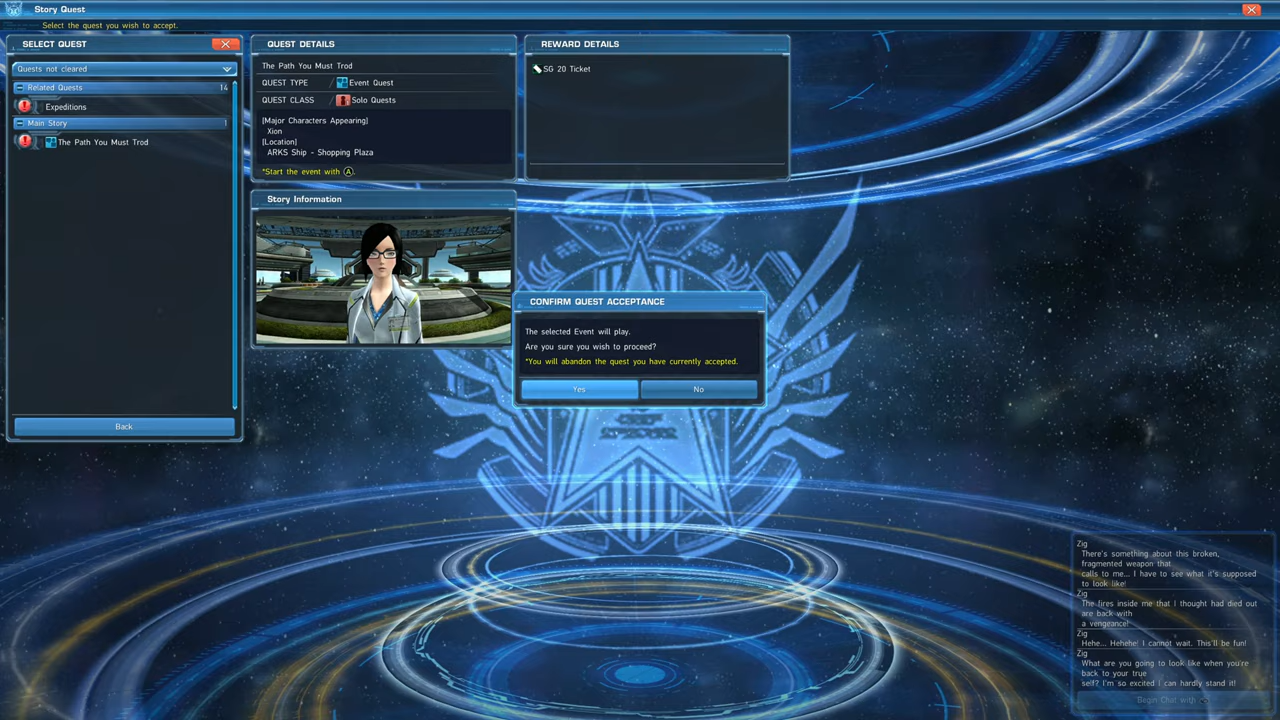 Story Quest
Select the quest you wish to accept.
SELECT QUEST
Quests not cleared
Related Quests 14
Expeditions
Main Story 1
The Path You Must Trod
Back
QUEST DETAILS
The Path You Must Trod
QUEST TYPE / Event Quest
QUEST CLASS / Solo Quests
[Major Characters Appearing]
Xion
[Location]
ARKS Ship - Shopping Plaza
*Start the event with Ⓐ.
REWARD DETAILS
SG 20 Ticket
Story Information
CONFIRM QUEST ACCEPTANCE
The selected Event will play.
Are you sure you wish to proceed?
*You will abandon the quest you have currently accepted.
Yes No
Zig
There's something about this broken,
fragmented weapon that
calls to me... I have to see what it's supposed
to look like!
Zig
The fires inside me that I thought had died out
are back with
a vengeance!
Zig
Hehe... Hehehe! I cannot wait. This'll be fun!
Zig
What are you going to look like when you're
back to your true
self? I'm so excited I can hardly stand it!
Begin Chat with